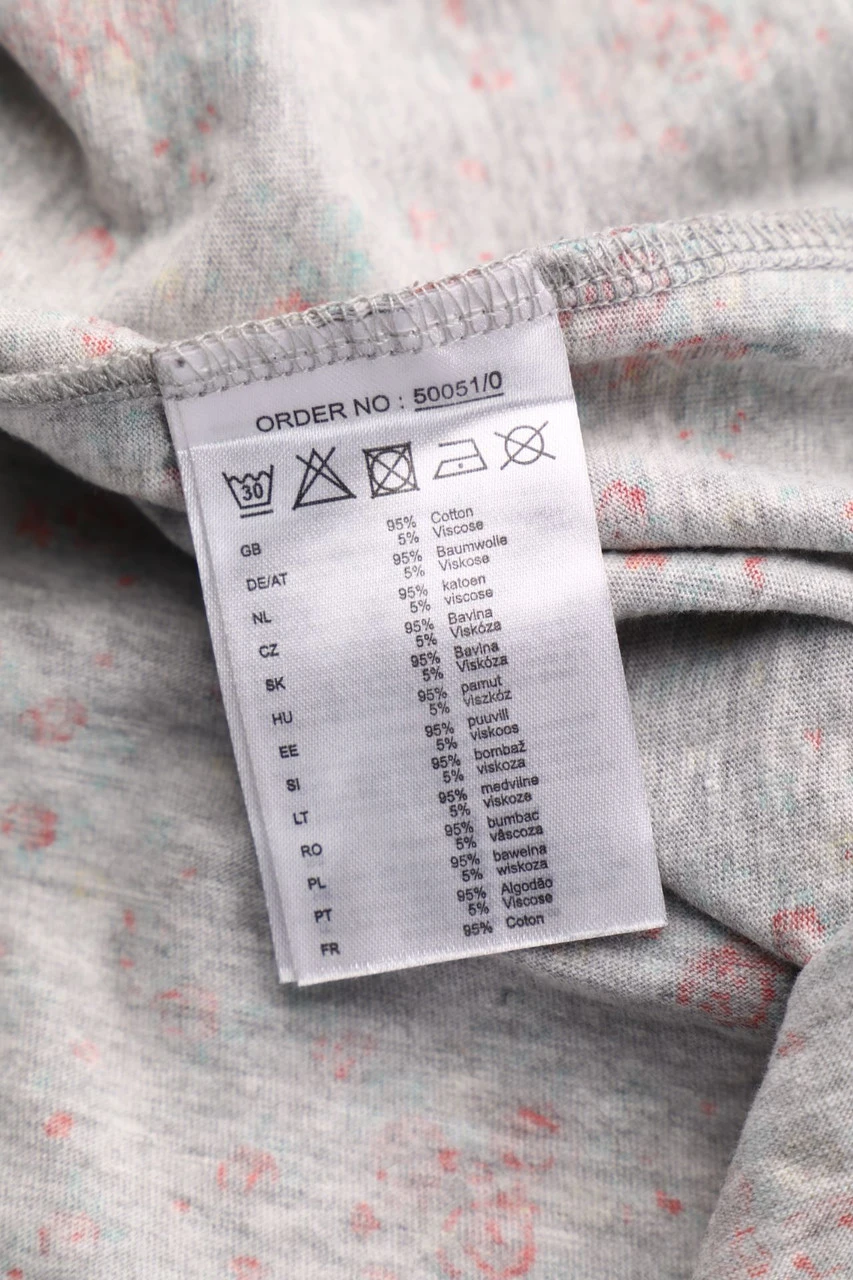 ORDER NO : 50051/0
30
GB 95% Cotton
5% Viscose
DE/AT 95% Baumwolle
5% Viskose
NL 95% katoen
5% viscose
CZ 95% Bavlna
5% Viskóza
SK 95% Bavlna
5% Viskóza
HU 95% pamut
5% viszkóz
EE 95% puuvill
5% viskoos
SI 95% bombaž
5% viskoza
LT 95% medvilnė
5% viskozė
RO 95% bumbac
5% vâscoza
PL 95% bawełna
5% wiskoza
PT 95% Algodão
5% Viscose
FR 95% Coton